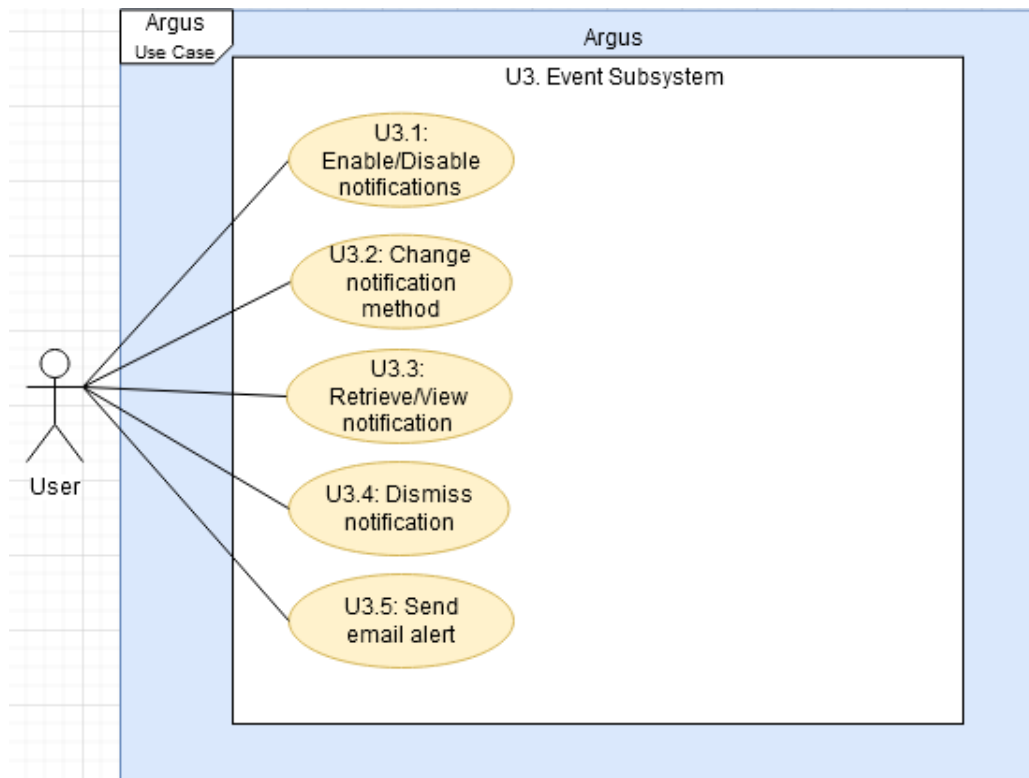 Argus
Use Case
Argus
U3. Event Subsystem
U3.1:
Enable/Disable
notifications
U3.2: Change
notification
method
U3.3:
Retrieve/View
notification
User
U3.4: Dismiss
notification
U3.5: Send
email alert